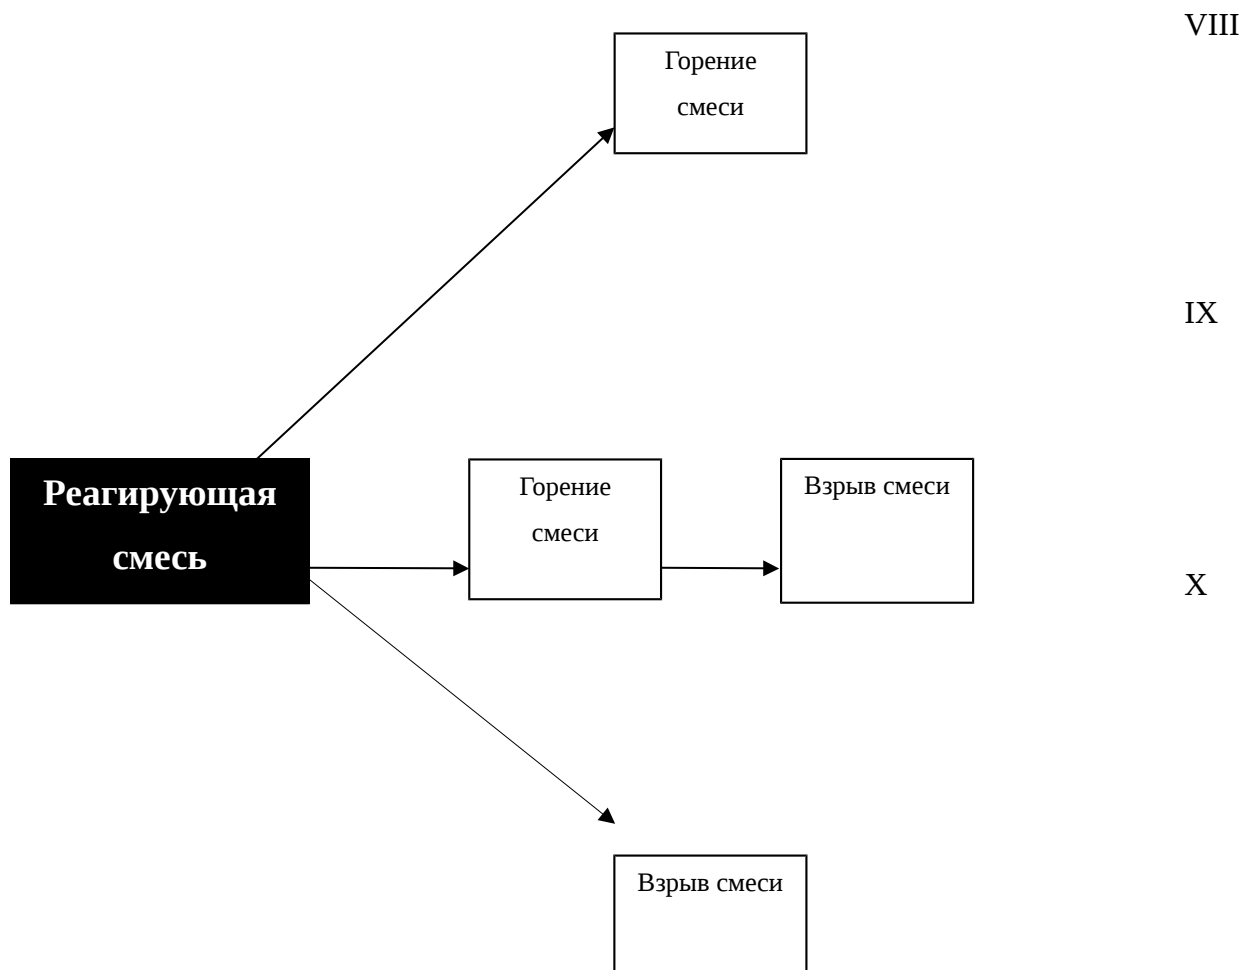 VIII
Горение
смеси
IX
Реагирующая
смесь
Горение
смеси
Взрыв смеси
X
Взрыв смеси